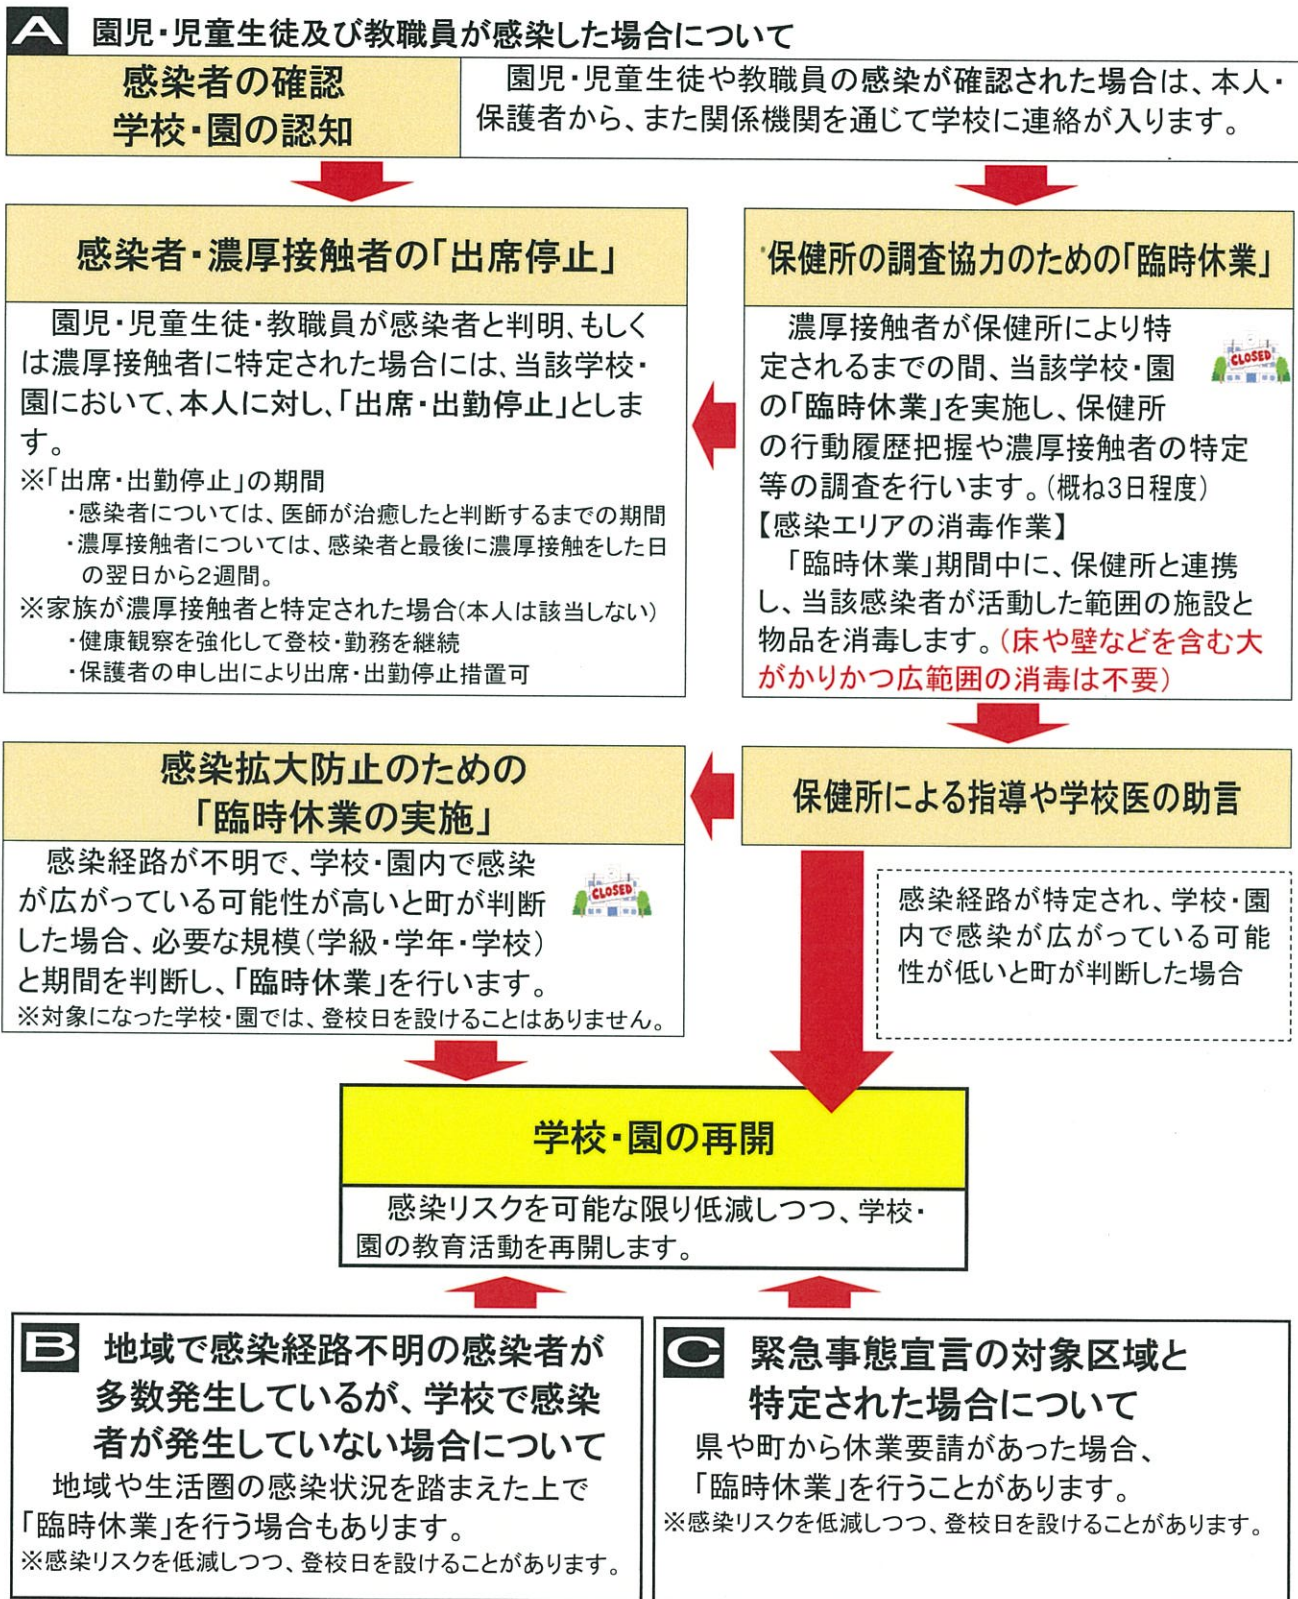 A 園児・児童生徒及び教職員が感染した場合について
感染者の確認
学校・園の認知
園児・児童生徒や教職員の感染が確認された場合は、本人・
保護者から、また関係機関を通じて学校に連絡が入ります。
感染者・濃厚接触者の「出席停止」
園児・児童生徒・教職員が感染者と判明、もしく
は濃厚接触者に特定された場合には、当該学校・
園において、本人に対し、「出席・出勤停止」としま
す。
※「出席・出勤停止」の期間
・感染者については、医師が治癒したと判断するまでの期間
・濃厚接触者については、感染者と最後に濃厚接触をした日
の翌日から2週間。
※家族が濃厚接触者と特定された場合(本人は該当しない)
・健康観察を強化して登校・勤務を継続
・保護者の申し出により出席・出勤停止措置可
保健所の調査協力のための「臨時休業」
濃厚接触者が保健所により特
定されるまでの間、当該学校・園
の「臨時休業」を実施し、保健所
の行動履歴把握や濃厚接触者の特定
等の調査を行います。(概ね3日程度)
CLOSED
【感染エリアの消毒作業】
「臨時休業」期間中に、保健所と連携
し、当該感染者が活動した範囲の施設と
物品を消毒します。(床や壁などを含む大
がかりかつ広範囲の消毒は不要)
感染拡大防止のための
「臨時休業の実施」
感染経路が不明で、学校・園内で感染
が広がっている可能性が高いと町が判断
した場合、必要な規模(学級・学年・学校)
と期間を判断し、「臨時休業」を行います。
※対象になった学校・園では、登校日を設けることはありません。
CLOSED
保健所による指導や学校医の助言
感染経路が特定され、学校・園
内で感染が広がっている可能
性が低いと町が判断した場合
学校・園の再開
感染リスクを可能な限り低減しつつ、学校・
園の教育活動を再開します。
B 地域で感染経路不明の感染者が
多数発生しているが、学校で感染
者が発生していない場合について
地域や生活圏の感染状況を踏まえた上で
「臨時休業」を行う場合もあります。
※感染リスクを低減しつつ、登校日を設けることがあります。
C 緊急事態宣言の対象区域と
特定された場合について
県や町から休業要請があった場合、
「臨時休業」を行うことがあります。
※感染リスクを低減しつつ、登校日を設けることがあります。